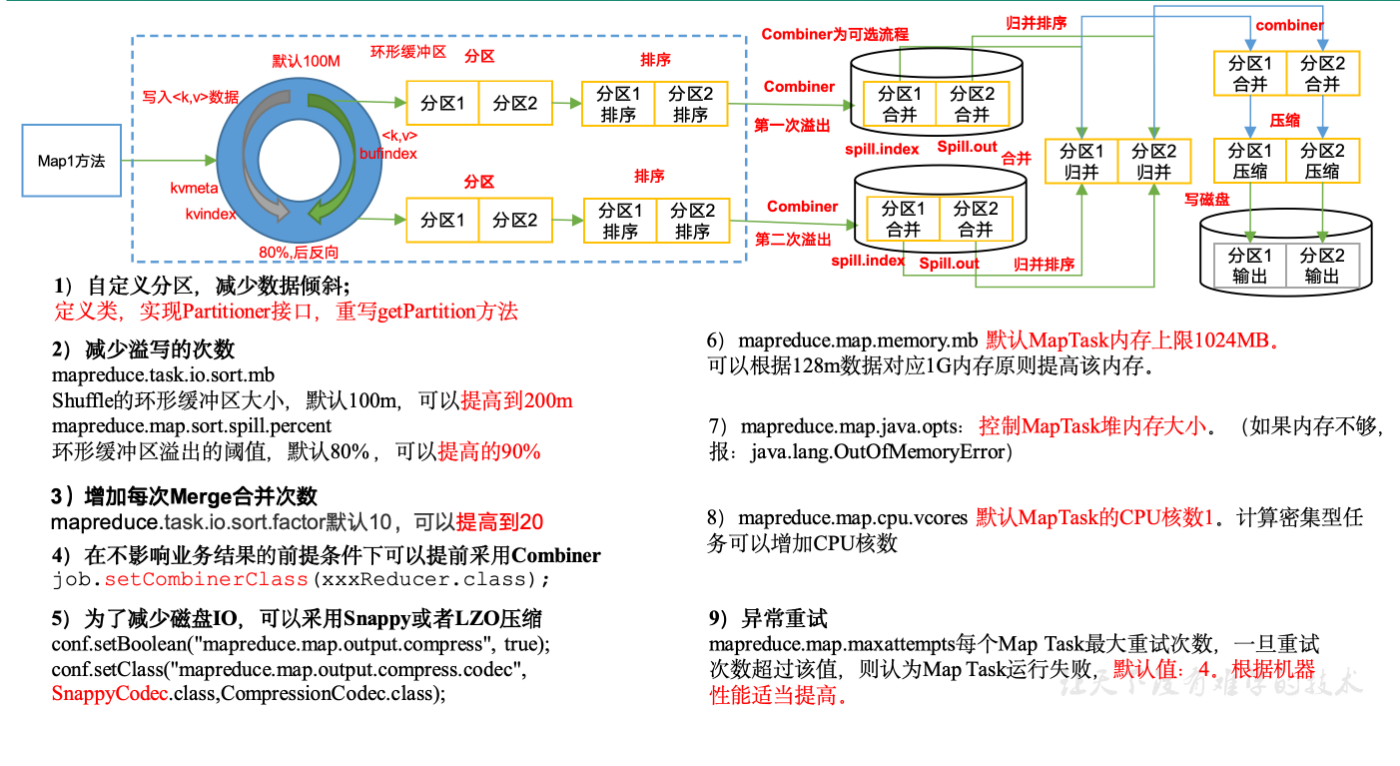 Map1方法
默认100M
写入<k,v>数据
环形缓冲区
<k,v>
bufindex
kvmeta
kvindex
80%,后反向
分区
分区1
分区2
排序
分区1
排序
分区2
排序
分区
分区1
分区2
排序
分区1
排序
分区2
排序
Combiner为可选流程
Combiner
第一次溢出
分区1
合并
分区2
合并
spill.index
Spill.out
Combiner
第二次溢出
分区1
合并
分区2
合并
spill.index
Spill.out
归并排序
合并
归并排序
分区1
归并
分区2
归并
combiner
分区1
合并
分区2
合并
压缩
分区1
压缩
分区2
压缩
写磁盘
分区1
输出
分区2
输出
1）自定义分区，减少数据倾斜;
定义类，实现Partitioner接口，重写getPartition方法
2）减少溢写的次数
mapreduce.task.io.sort.mb
Shuffle的环形缓冲区大小，默认100m，可以提高到200m
mapreduce.map.sort.spill.percent
环形缓冲区溢出的阈值，默认80% ，可以提高的90%
3）增加每次Merge合并次数
mapreduce.task.io.sort.factor默认10，可以提高到20
4）在不影响业务结果的前提条件下可以提前采用Combiner
job.setCombinerClass(xxxReducer.class);
5）为了减少磁盘IO，可以采用Snappy或者LZO压缩
conf.setBoolean("mapreduce.map.output.compress", true);
conf.setClass("mapreduce.map.output.compress.codec",
SnappyCodec.class,CompressionCodec.class);
6）mapreduce.map.memory.mb 默认MapTask内存上限1024MB。
可以根据128m数据对应1G内存原则提高该内存。
7）mapreduce.map.java.opts：控制MapTask堆内存大小。（如果内存不够，
报：java.lang.OutOfMemoryError）
8）mapreduce.map.cpu.vcores 默认MapTask的CPU核数1。计算密集型任
务可以增加CPU核数
9）异常重试
mapreduce.map.maxattempts每个Map Task最大重试次数，一旦重试
次数超过该值，则认为Map Task运行失败，默认值：4。根据机器
性能适当提高。
让天下没有难学的技术